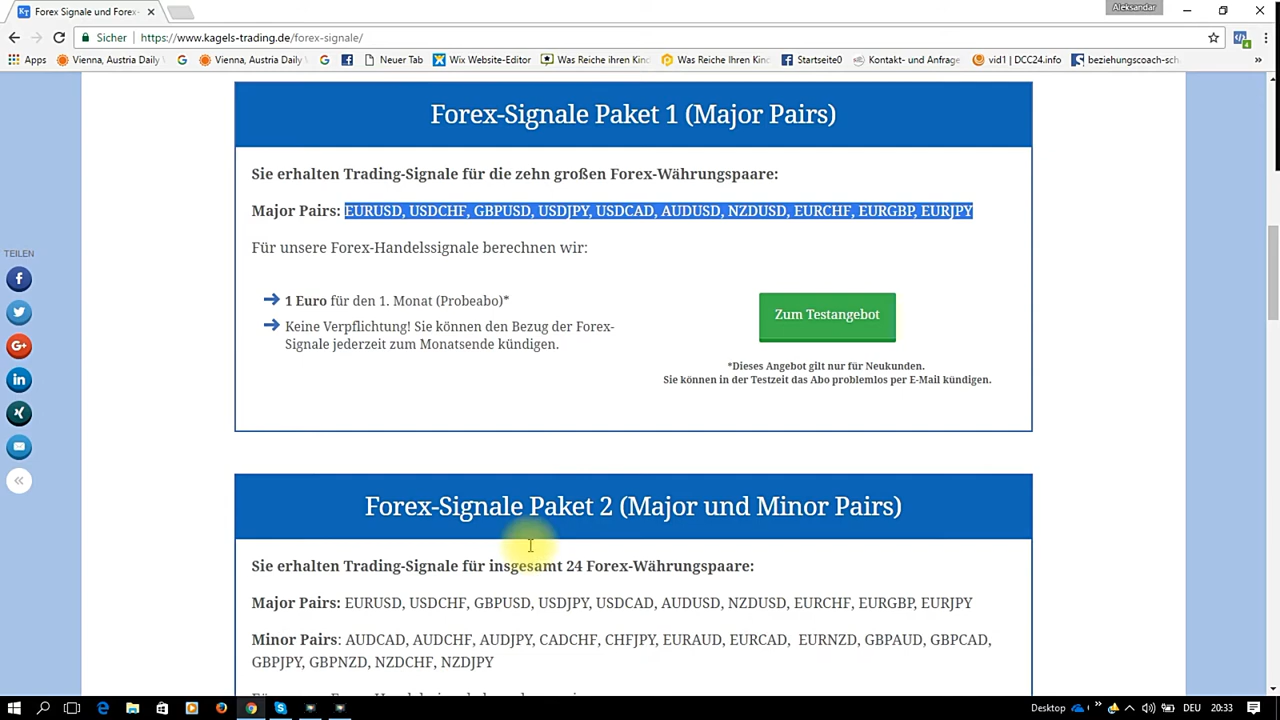 Forex Signale und Forex-
Aleksandar
Sicher https://www.kagels-trading.de/forex-signale/
Apps Vienna, Austria Daily Vienna, Austria Daily Neuer Tab Wix Website-Editor Was Reiche ihren Kind Was Reiche Ihren Kind Startseite0 Kontakt- und Anfrage vid1 | DCC24.info beziehungscoach-sch
Forex-Signale Paket 1 (Major Pairs)
Sie erhalten Trading-Signale für die zehn großen Forex-Währungspaare:
Major Pairs: EURUSD, USDCHF, GBPUSD, USDJPY, USDCAD, AUDUSD, NZDUSD, EURCHF, EURGBP, EURJPY
Für unsere Forex-Handelssignale berechnen wir:
TEILEN
1 Euro für den 1. Monat (Probeabo)*
Keine Verpflichtung! Sie können den Bezug der Forex-
Signale jederzeit zum Monatsende kündigen.
Zum Testangebot
*Dieses Angebot gilt nur für Neukunden.
Sie können in der Testzeit das Abo problemlos per E-Mail kündigen.
Forex-Signale Paket 2 (Major und Minor Pairs)
Sie erhalten Trading-Signale für insgesamt 24 Forex-Währungspaare:
Major Pairs: EURUSD, USDCHF, GBPUSD, USDJPY, USDCAD, AUDUSD, NZDUSD, EURCHF, EURGBP, EURJPY
Minor Pairs: AUDCAD, AUDCHF, AUDJPY, CADCHF, CHFJPY, EURAUD, EURCAD, EURNZD, GBPAUD, GBPCAD,
GBPJPY, GBPNZD, NZDCHF, NZDJPY
Desktop DEU 20:33